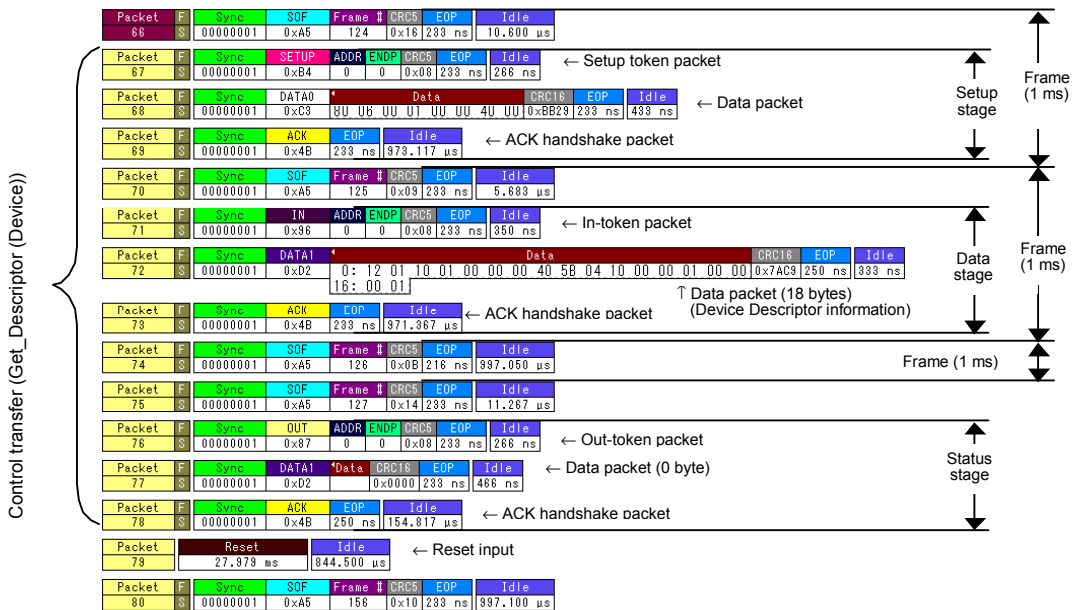 Packet F Sync SOF Frame # CRC5 EOP Idle
66 S 00000001 0xA5 124 0x16 233 ns 10.600 µs
Packet F Sync SETUP ADDR ENDP CRC5 EOP Idle
67 S 00000001 0xB4 0 0 0x08 233 ns 266 ns
← Setup token packet
Packet F Sync DATA0 Data CRC16 EOP Idle
68 S 00000001 0xC3 80 06 00 01 00 00 40 00 0xBB29 233 ns 433 ns
← Data packet
Packet F Sync ACK EOP Idle
69 S 00000001 0x4B 233 ns 973.117 µs
← ACK handshake packet
Setup
stage
Frame
(1 ms)
Packet F Sync SOF Frame # CRC5 EOP Idle
70 S 00000001 0xA5 125 0x09 233 ns 5.683 µs
Packet F Sync IN ADDR ENDP CRC5 EOP Idle
71 S 00000001 0x96 0 0 0x08 233 ns 350 ns
← In-token packet
Packet F Sync DATA1 Data CRC16 EOP Idle
72 S 00000001 0xD2 0: 12 01 10 01 00 00 00 40 5B 04 10 00 00 01 00 00 0x7AC9 250 ns 333 ns
16: 00 01
↑ Data packet (18 bytes)
(Device Descriptor information)
Packet F Sync ACK EOP Idle
73 S 00000001 0x4B 233 ns 971.367 µs
← ACK handshake packet
Data
stage
Frame
(1 ms)
Packet F Sync SOF Frame # CRC5 EOP Idle
74 S 00000001 0xA5 126 0x0B 216 ns 997.050 µs
Frame (1 ms)
Packet F Sync SOF Frame # CRC5 EOP Idle
75 S 00000001 0xA5 127 0x14 233 ns 11.267 µs
Packet F Sync OUT ADDR ENDP CRC5 EOP Idle
76 S 00000001 0x87 0 0 0x08 233 ns 266 ns
← Out-token packet
Packet F Sync DATA1 Data CRC16 EOP Idle
77 S 00000001 0xD2 0x0000 233 ns 466 ns
← Data packet (0 byte)
Packet F Sync ACK EOP Idle
78 S 00000001 0x4B 250 ns 154.817 µs
← ACK handshake packet
Status
stage
Control transfer (Get_Descriptor (Device))
Packet Reset Idle
79 27.979 ms 844.500 µs
← Reset input
Packet F Sync SOF Frame # CRC5 EOP Idle
80 S 00000001 0xA5 156 0x10 233 ns 997.100 µs